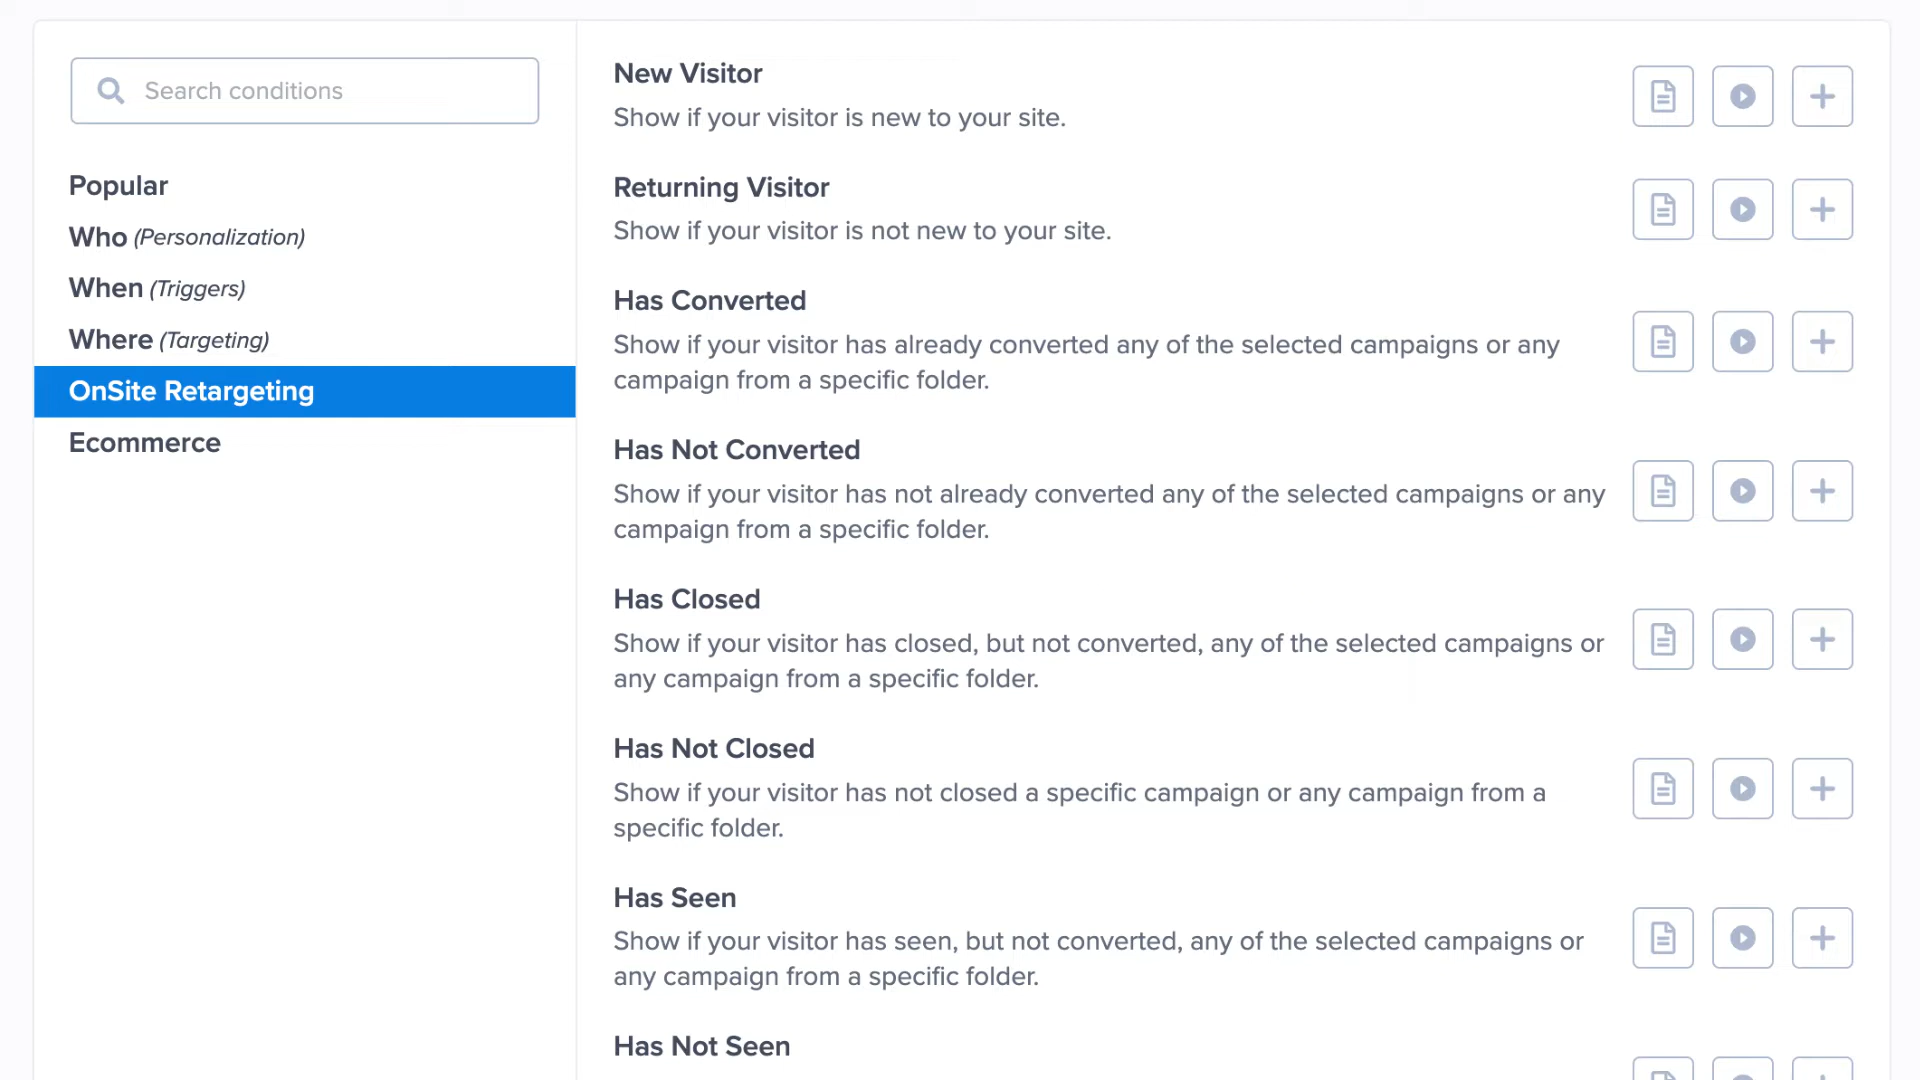 Search conditions
Popular
Who (Personalization)
When (Triggers)
Where (Targeting)
OnSite Retargeting
Ecommerce
New Visitor
Show if your visitor is new to your site.
Returning Visitor
Show if your visitor is not new to your site.
Has Converted
Show if your visitor has already converted any of the selected campaigns or any
campaign from a specific folder.
Has Not Converted
Show if your visitor has not already converted any of the selected campaigns or any
campaign from a specific folder.
Has Closed
Show if your visitor has closed, but not converted, any of the selected campaigns or
any campaign from a specific folder.
Has Not Closed
Show if your visitor has not closed a specific campaign or any campaign from a
specific folder.
Has Seen
Show if your visitor has seen, but not converted, any of the selected campaigns or
any campaign from a specific folder.
Has Not Seen